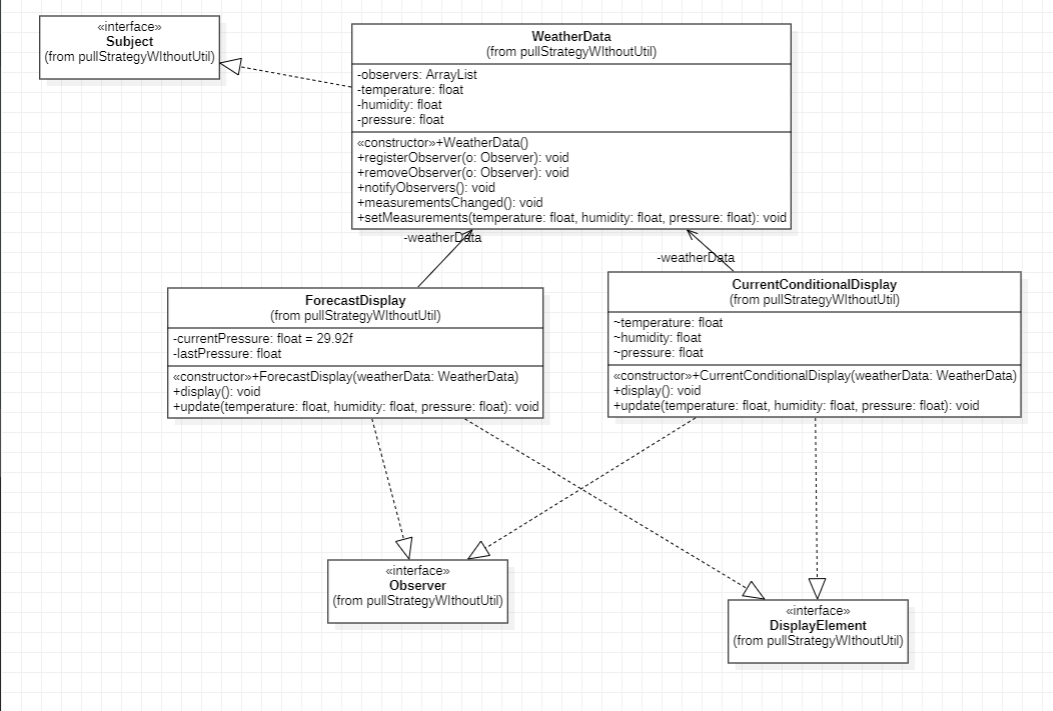 «interface»
Subject
(from pullStrategyWIthoutUtil)
WeatherData
(from pullStrategyWIthoutUtil)
-observers: ArrayList
-temperature: float
-humidity: float
-pressure: float
«constructor»+WeatherData()
+registerObserver(o: Observer): void
+removeObserver(o: Observer): void
+notifyObservers(): void
+measurementsChanged(): void
+setMeasurements(temperature: float, humidity: float, pressure: float): void
-weatherData
-weatherData
ForecastDisplay
(from pullStrategyWIthoutUtil)
-currentPressure: float = 29.92f
-lastPressure: float
«constructor»+ForecastDisplay(weatherData: WeatherData)
+display(): void
+update(temperature: float, humidity: float, pressure: float): void
CurrentConditionalDisplay
(from pullStrategyWIthoutUtil)
~temperature: float
~humidity: float
~pressure: float
«constructor»+CurrentConditionalDisplay(weatherData: WeatherData)
+display(): void
+update(temperature: float, humidity: float, pressure: float): void
«interface»
Observer
(from pullStrategyWIthoutUtil)
«interface»
DisplayElement
(from pullStrategyWIthoutUtil)